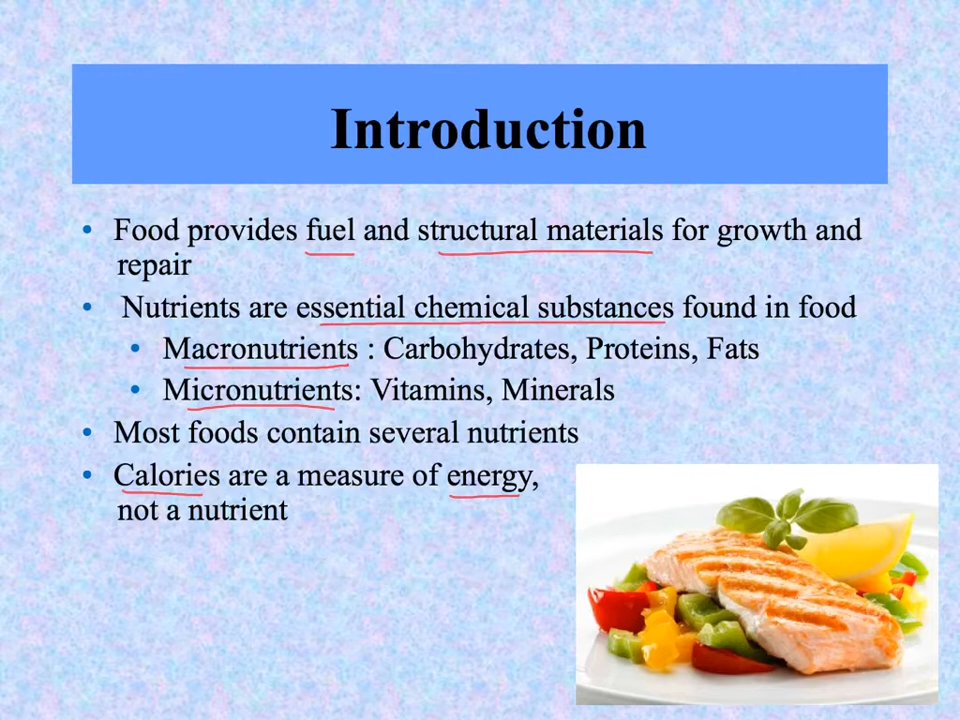 Introduction
• Food provides fuel and structural materials for growth and
repair
• Nutrients are essential chemical substances found in food
• Macronutrients : Carbohydrates, Proteins, Fats
• Micronutrients: Vitamins, Minerals
• Most foods contain several nutrients
• Calories are a measure of energy,
not a nutrient